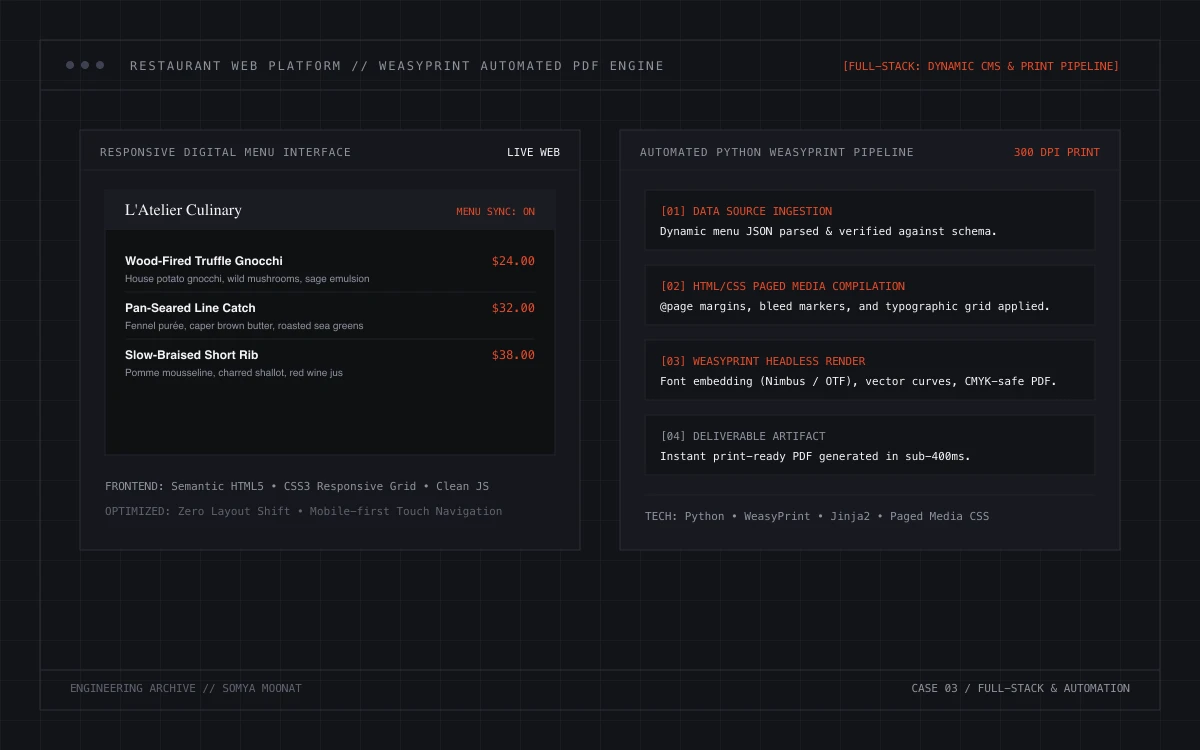 RESTAURANT WEB PLATFORM // WEASYPRINT AUTOMATED PDF ENGINE
[FULL-STACK: DYNAMIC CMS & PRINT PIPELINE]
RESPONSIVE DIGITAL MENU INTERFACE
LIVE WEB
L'Atelier Culinary
MENU SYNC: ON
Wood-Fired Truffle Gnocchi
$24.00
House potato gnocchi, wild mushrooms, sage emulsion
Pan-Seared Line Catch
$32.00
Fennel purée, caper brown butter, roasted sea greens
Slow-Braised Short Rib
$38.00
Pomme mousseline, charred shallot, red wine jus
FRONTEND: Semantic HTML5 • CSS3 Responsive Grid • Clean JS
OPTIMIZED: Zero Layout Shift • Mobile-first Touch Navigation
AUTOMATED PYTHON WEASYPRINT PIPELINE
300 DPI PRINT
[01] DATA SOURCE INGESTION
Dynamic menu JSON parsed & verified against schema.
[02] HTML/CSS PAGED MEDIA COMPILATION
@page margins, bleed markers, and typographic grid applied.
[03] WEASYPRINT HEADLESS RENDER
Font embedding (Nimbus / OTF), vector curves, CMYK-safe PDF.
[04] DELIVERABLE ARTIFACT
Instant print-ready PDF generated in sub-400ms.
TECH: Python • WeasyPrint • Jinja2 • Paged Media CSS
ENGINEERING ARCHIVE // SOMYA MOONAT
CASE 03 / FULL-STACK & AUTOMATION